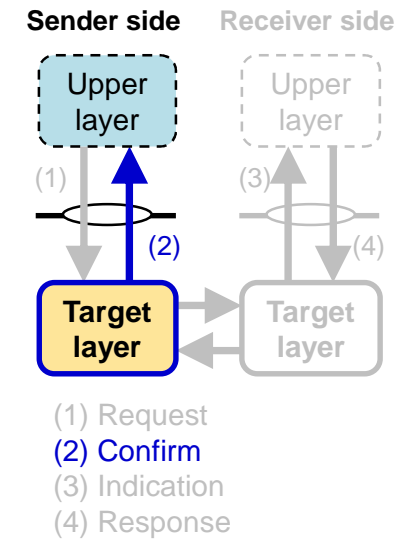 Sender side Receiver side
Upper layer
Upper layer
(1)
(3)
(2)
(4)
Target layer
Target layer
(1) Request
(2) Confirm
(3) Indication
(4) Response